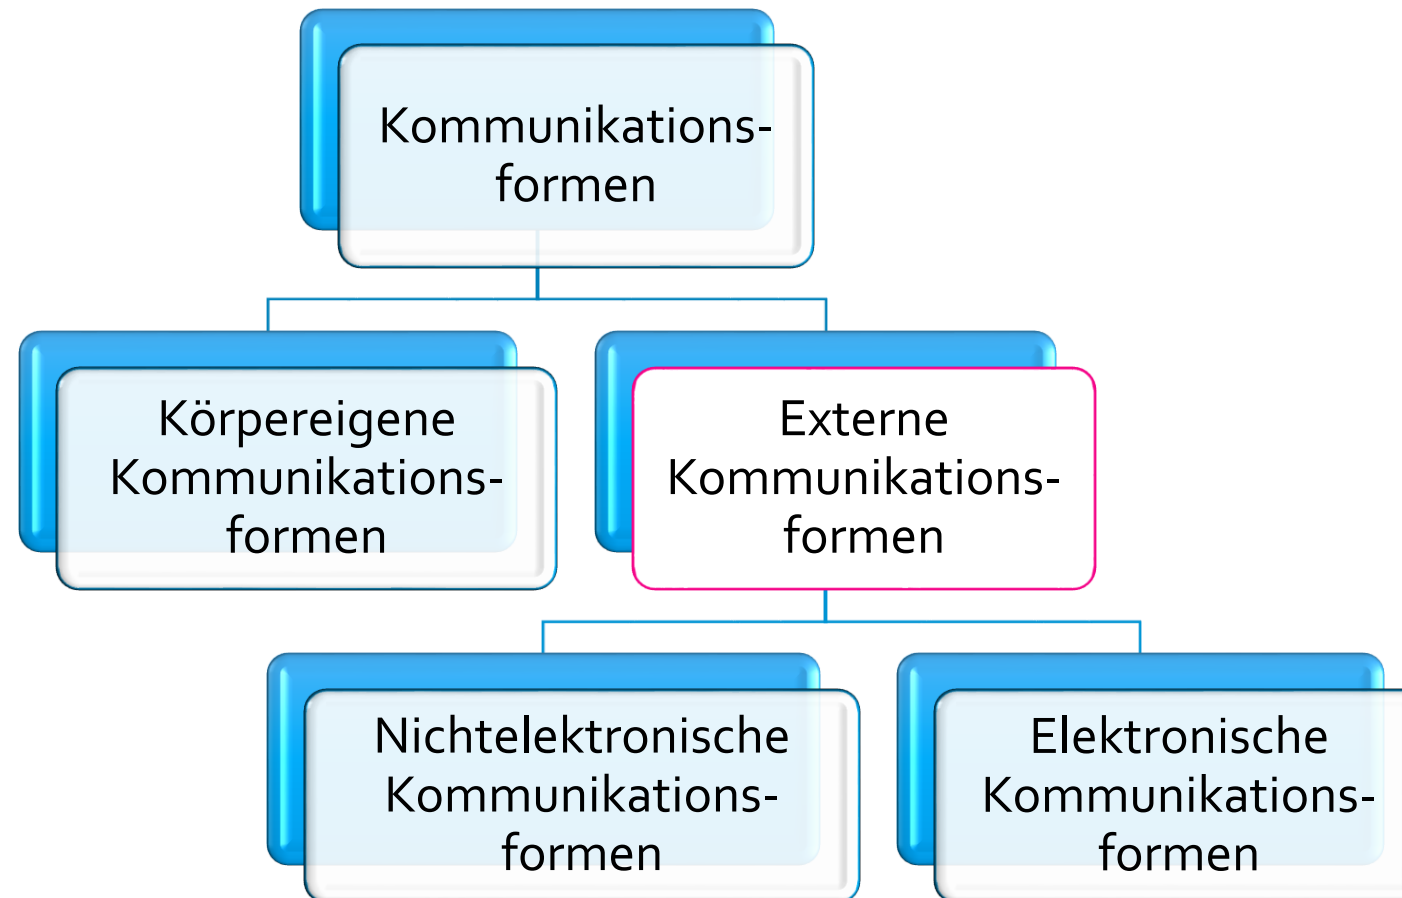 Kommunikations-
formen
Körpereigene
Kommunikations-
formen
Externe
Kommunikations-
formen
Nichtelektronische
Kommunikations-
formen
Elektronische
Kommunikations-
formen